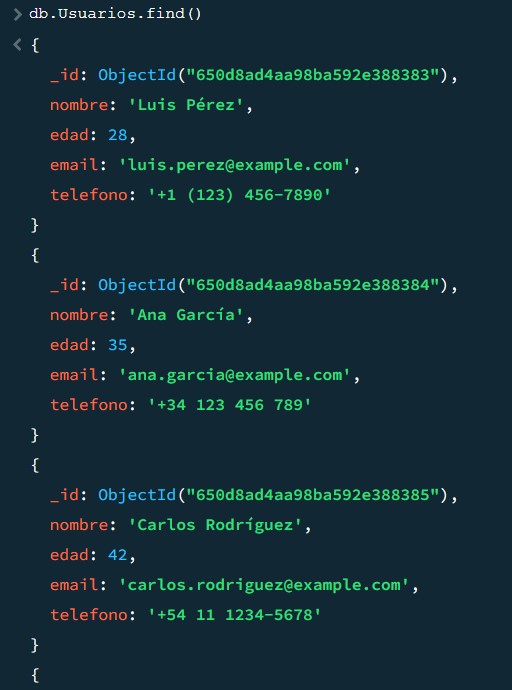 db.Usuarios.find()
{
_id: ObjectId("650d8ad4aa98ba592e388383"),
nombre: 'Luis Pérez',
edad: 28,
email: 'luis.perez@example.com',
telefono: '+1 (123) 456-7890'
}
{
_id: ObjectId("650d8ad4aa98ba592e388384"),
nombre: 'Ana García',
edad: 35,
email: 'ana.garcia@example.com',
telefono: '+34 123 456 789'
}
{
_id: ObjectId("650d8ad4aa98ba592e388385"),
nombre: 'Carlos Rodríguez',
edad: 42,
email: 'carlos.rodriguez@example.com',
telefono: '+54 11 1234-5678'
}
{